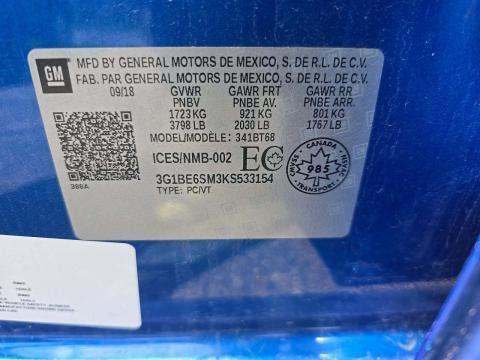 GM
MFD BY GENERAL MOTORS DE MEXICO, S. DE R.L. DE C.V.
FAB. PAR GENERAL MOTORS DE MEXICO, S. DE R.L. DE C.V.
09/18 GVWR GAWR FRT GAWR RR
PNBV PNBE AV. PNBE ARR.
1723 KG 921 KG 801 KG
3798 LB 2030 LB 1767 LB
MODEL/MODÈLE: 341BT68
ICES/NMB-002 EC
CANADA
985
TRANSPORT
3G1BE6SM3KS533154
386A
TYPE: PC/VT